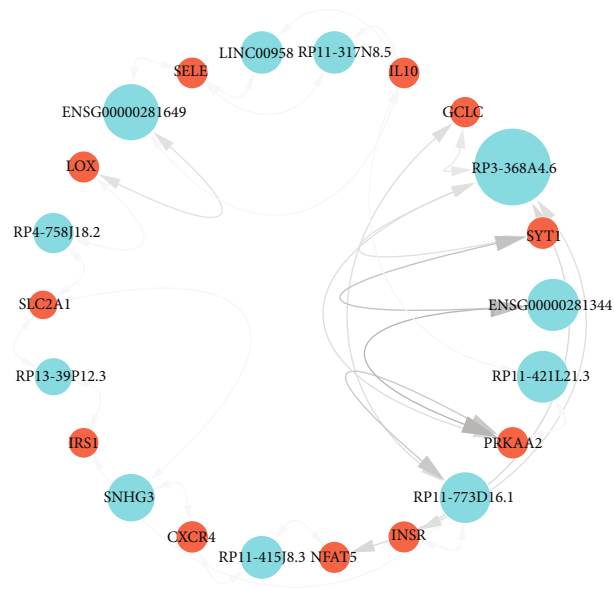 LINC00958 RP11-317N8.5
SELE
IL10
ENSG00000281649
GCLC
LOX
RP3-368A4.6
RP4-758J18.2
SYT1
SLC2A1
ENSG00000281344
RP13-39P12.3
RP11-421L21.3
IRS1
PRKAA2
SNHG3
RP11-773D16.1
CXCR4
INSR
RP11-415J8.3 NFAT5